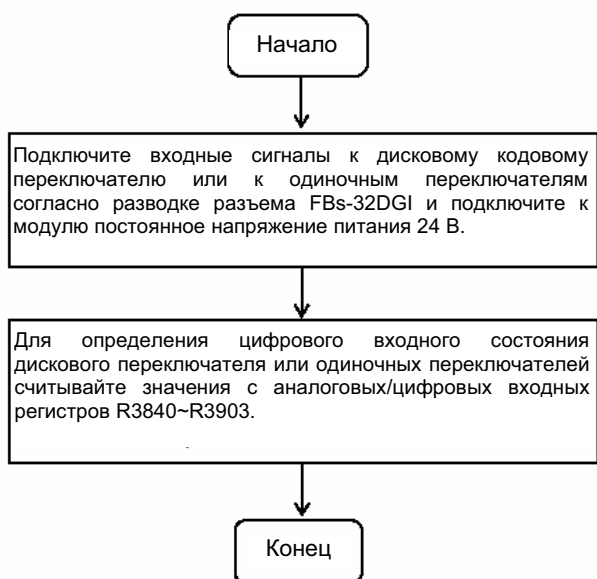 Начало
Подключите входные сигналы к дисковому кодовому
переключателю или к одиночным переключателям
согласно разводке разъема FBs-32DGI и подключите к
модулю постоянное напряжение питания 24 В.
Для определения цифрового входного состояния
дискового переключателя или одиночных переключателей
считывайте значения с аналоговых/цифровых входных
регистров R3840~R3903.
Конец